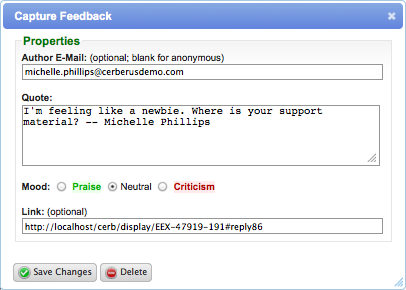 Capture Feedback
Properties
Author E-Mail: (optional; blank for anonymous)
michelle.phillips@cerberusdemo.com
Quote:
I'm feeling like a newbie. Where is your support
material? -- Michelle Phillips
Mood: Praise Neutral Criticism
Link: (optional)
http://localhost/cerb/display/EEX-47919-191#reply86
Save Changes Delete